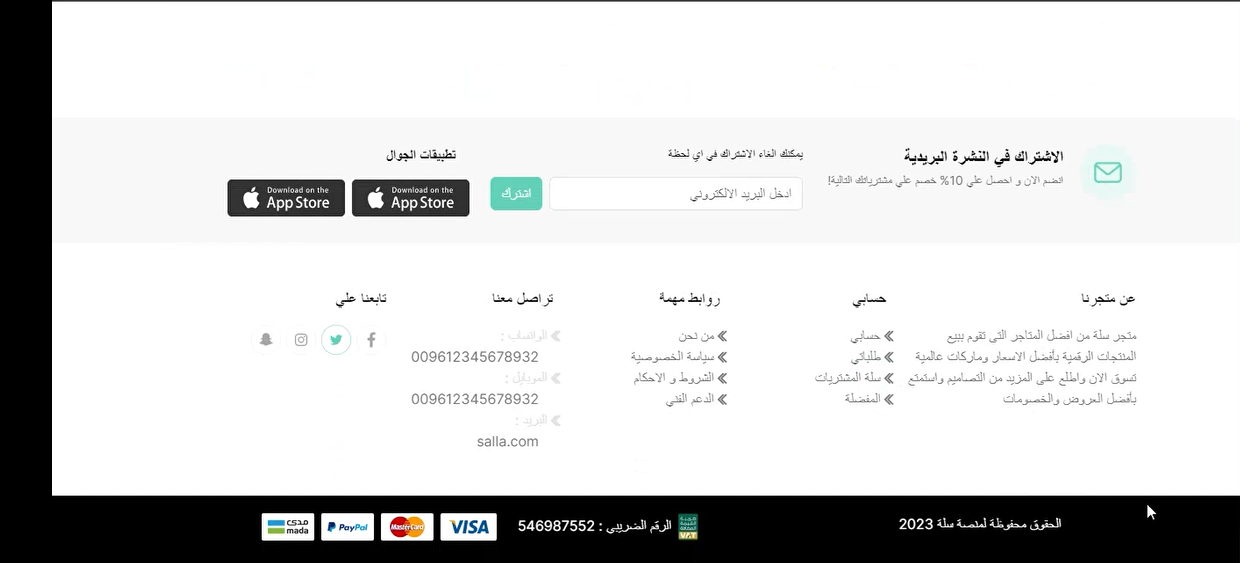 الاشتراك في النشرة البريدية
انضم الان و احصل علي 10% خصم علي مشترياتك التالية!
يمكنك الغاء الاشتراك في اي لحظة
ادخل البريد الالكتروني
اشترك
تطبيقات الجوال
Download on the
App Store
Download on the
App Store
عن متجرنا
متجر سلة من افضل المتاجر التى تقوم ببيع
المنتجات الرقمية بأفضل الاسعار وماركات عالمية
تسوق الان واطلع على المزيد من التصاميم واستمتع
بأفضل العروض والخصومات
حسابي
حسابي
طلباتي
سلة المشتريات
المفضلة
روابط مهمة
من نحن
سياسة الخصوصية
الشروط و الاحكام
الدعم الفني
تراصل معنا
الواتساب :
009612345678932
الموبايل :
009612345678932
البريد :
salla.com
تابعنا علي
الحقوق محفوظة لمنصة سلة 2023
VAT
الرقم الضريبى : 546987552
VISA
MasterCard
PayPal
مدى
mada